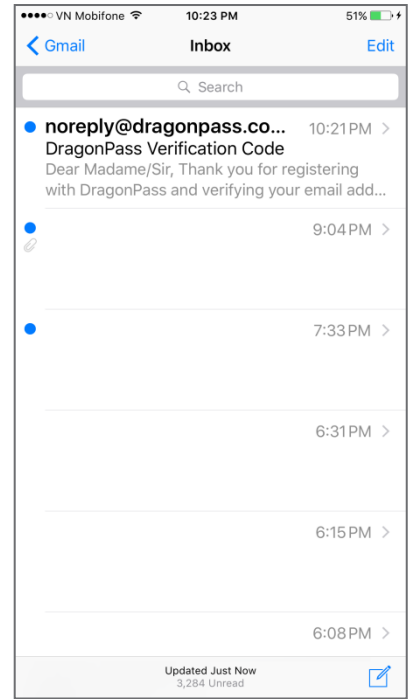 VN Mobifone 10:23 PM 51%
Gmail Inbox Edit
Search
noreply@dragonpass.co... 10:21 PM
DragonPass Verification Code
Dear Madame/Sir, Thank you for registering
with DragonPass and verifying your email add...
9:04 PM
7:33 PM
6:31 PM
6:15 PM
6:08 PM
Updated Just Now
3,284 Unread